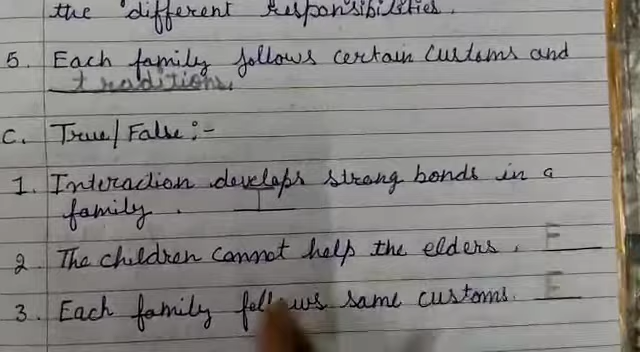 the different Responsibilities.
5. Each family follows certain Customs and
traditions.
C. True/False :-
1. Interaction develops strong bonds in a
family. T
2. The children cannot help the elders. F
3. Each family follows same customs. F